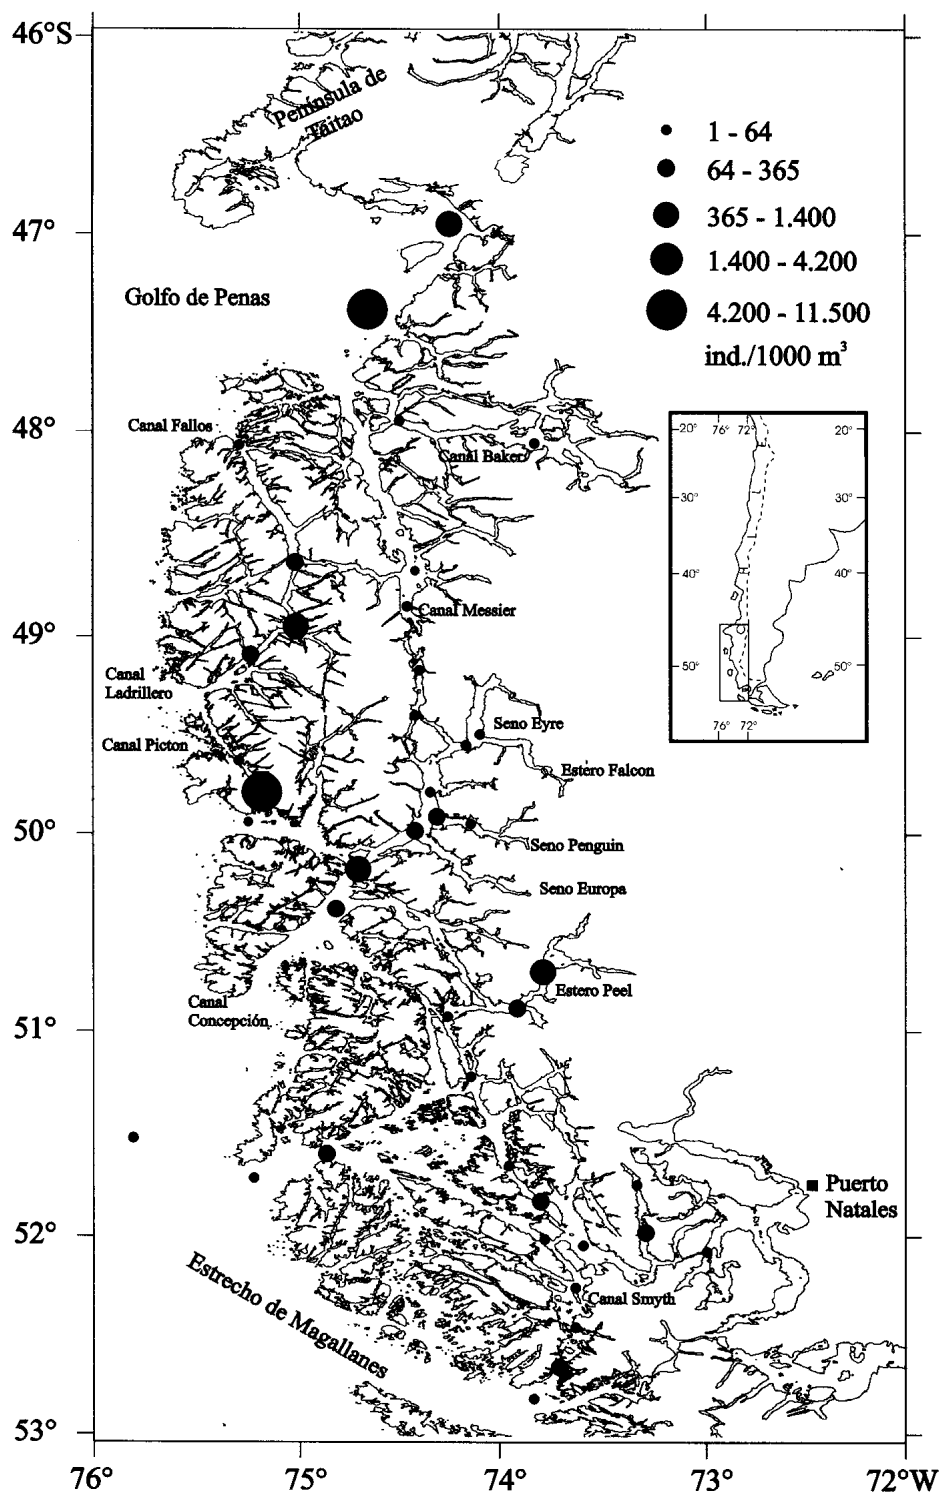 46°S
Península de
Taitao
1 - 64
64 - 365
47°
365 - 1.400
1.400 - 4.200
Golfo de Penas
4.200 - 11.500
ind./1000 m³
Canal Fallos
48°
Canal Baker
20°
76° 72°
20°
30°
30°
40°
40°
50°
50°
76° 72°
Canal Messier
49°
Canal
Ladrillero
Seno Eyre
Canal Picton
Estero Falcon
50°
Seno Penguin
Seno Europa
Estero Peel
Canal
Concepción
51°
Puerto
Natales
52°
Estrecho de Magallanes
Canal Smyth
53°
76°
75°
74°
73°
72°W